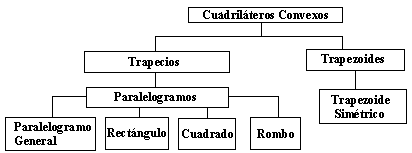 Cuadriláteros Convexos
Trapecios
Trapezoides
Paralelogramos
Trapezoide
Simétrico
Paralelogramo
General
Rectángulo
Cuadrado
Rombo